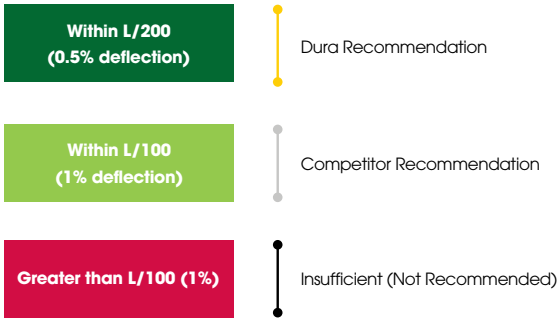 Within L/200
(0.5% deflection)
Dura Recommendation
Within L/100
(1% deflection)
Competitor Recommendation
Greater than L/100 (1%)
Insufficient (Not Recommended)